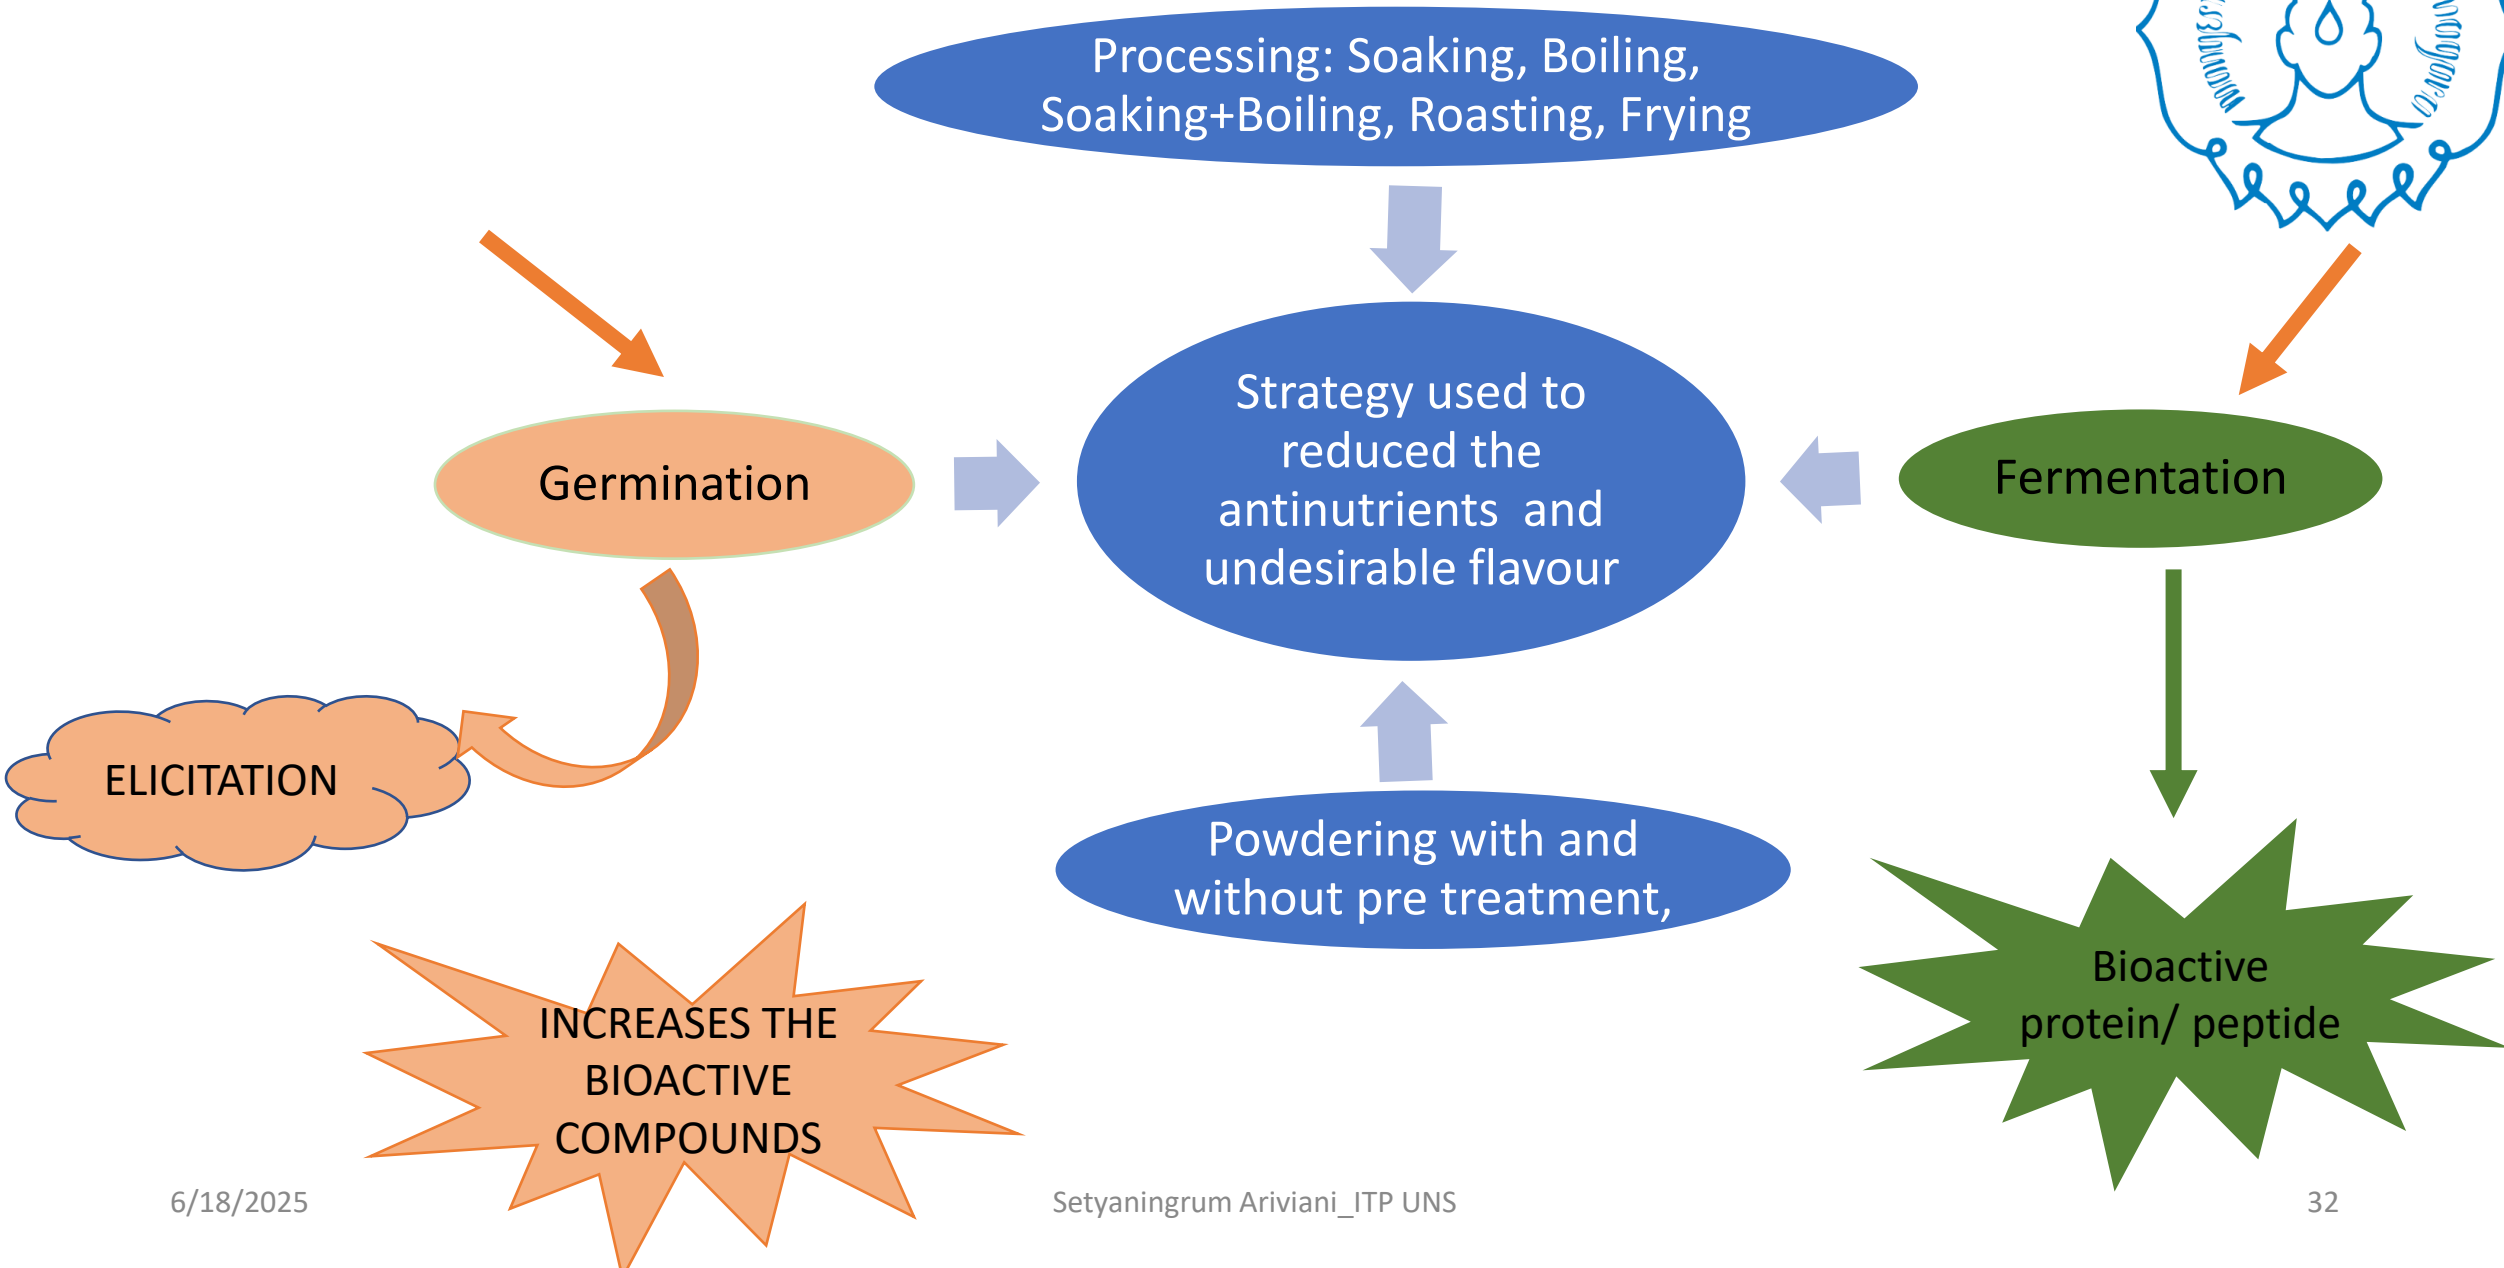 Processing: Soaking, Boiling,
Soaking+Boiling, Roasting, Frying
Strategy used to
reduced the
antinutrients and
undesirable flavour
Germination
Fermentation
ELICITATION
Powdering with and
without pre treatment,
INCREASES THE
BIOACTIVE
COMPOUNDS
Bioactive
protein/ peptide
6/18/2025
Setyaningrum Ariviani_ITP UNS
32